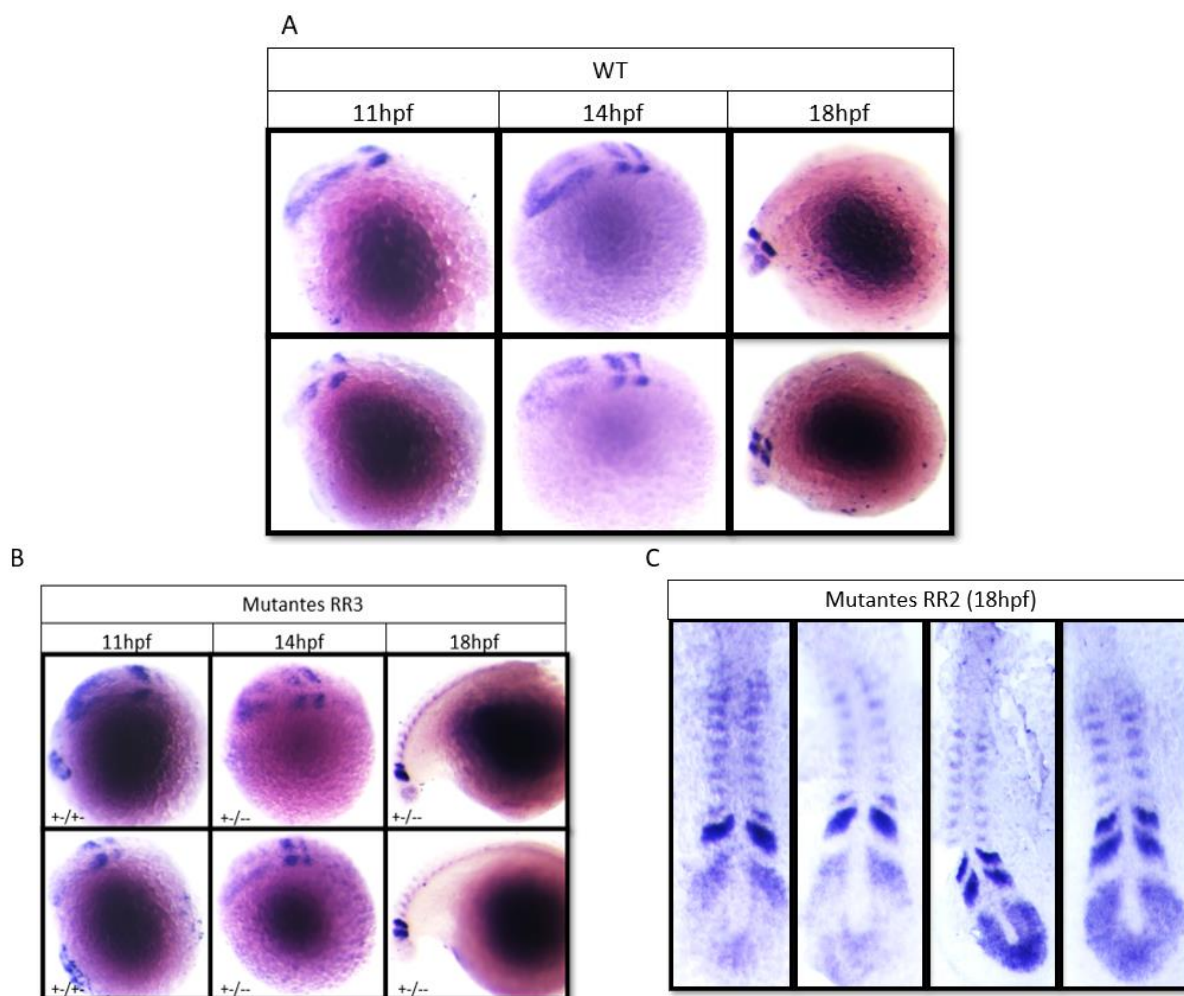 A
WT
11hpf 14hpf 18hpf
B
C
Mutantes RR3
Mutantes RR2 (18hpf)
11hpf 14hpf 18hpf
+-/+- +-/-- +-/--
+-/+- +-/-- +-/--